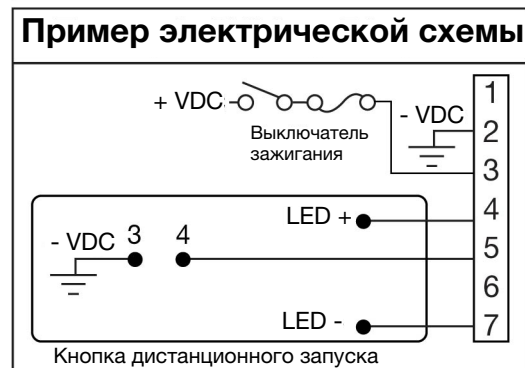 Пример электрической схемы
+ VDC
Выключатель
зажигания
- VDC
1
2
3
4
5
6
7
LED +
- VDC 3 4
LED -
Кнопка дистанционного запуска